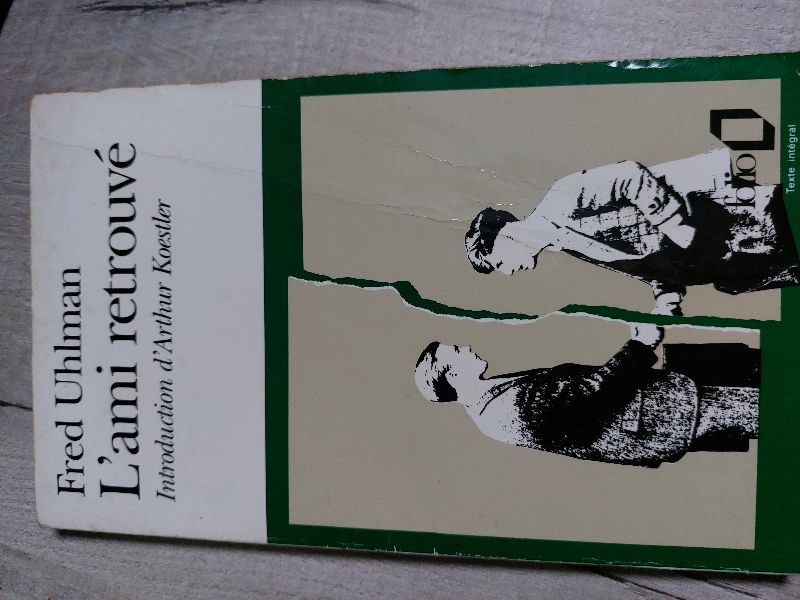 Fred Uhlman
L'ami retrouvé
Introduction d'Arthur Koestler
folio
Texte intégral